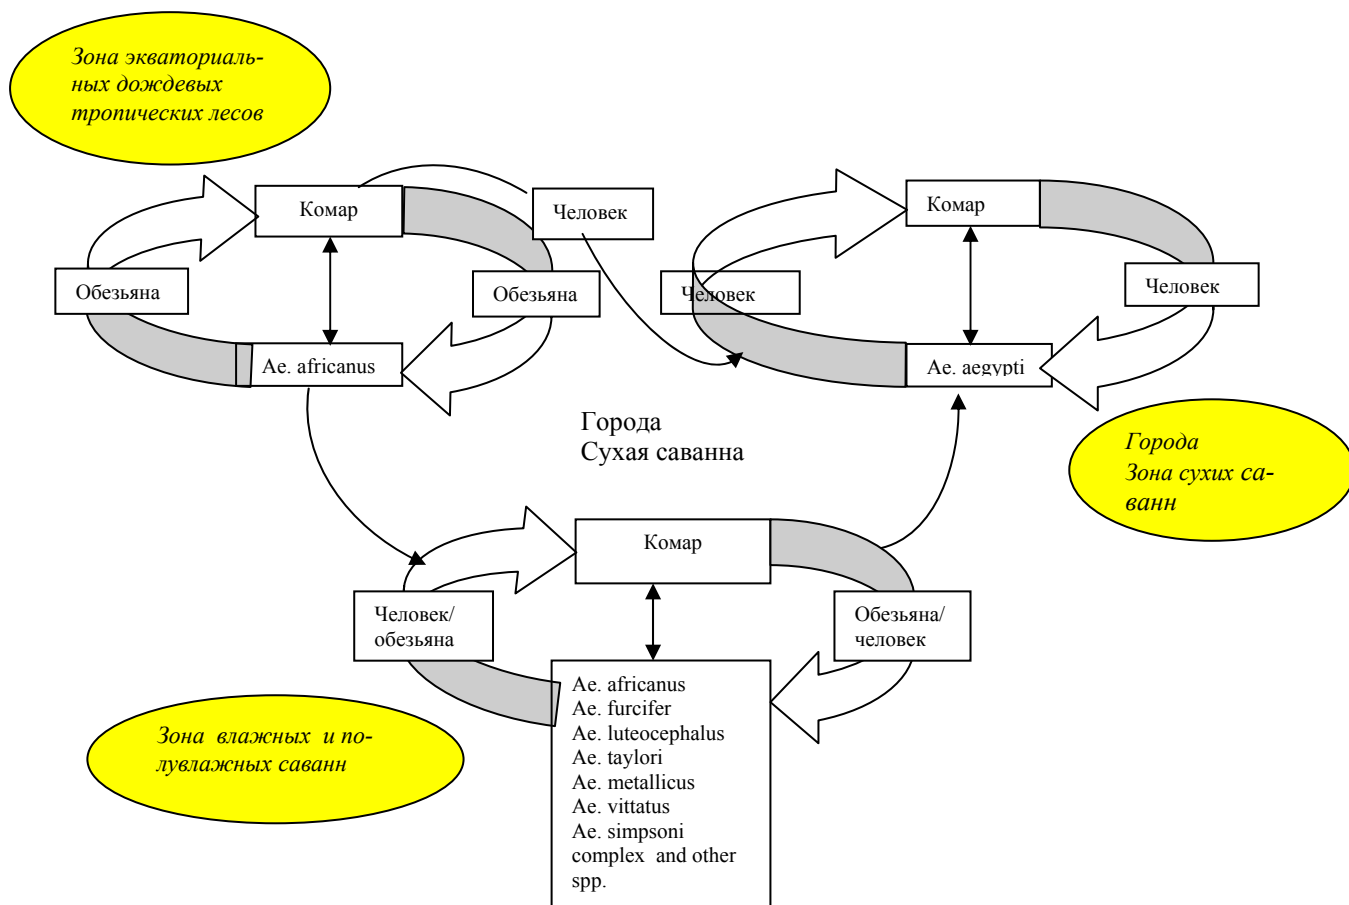 Зона экваториаль-
ных дождевых
тропических лесов
Комар
Человек
Обезьяна
Обезьяна
Ae. africanus
Комар
Человек
Человек
Ae. aegypti
Города
Сухая саванна
Города
Зона сухих са-
ванн
Комар
Человек/
обезьяна
Обезьяна/
человек
Ae. africanus
Ae. furcifer
Ae. luteocephalus
Ae. taylori
Ae. metallicus
Ae. vittatus
Ae. simpsoni
complex and other
spp.
Зона влажных и по-
лувлажных саванн